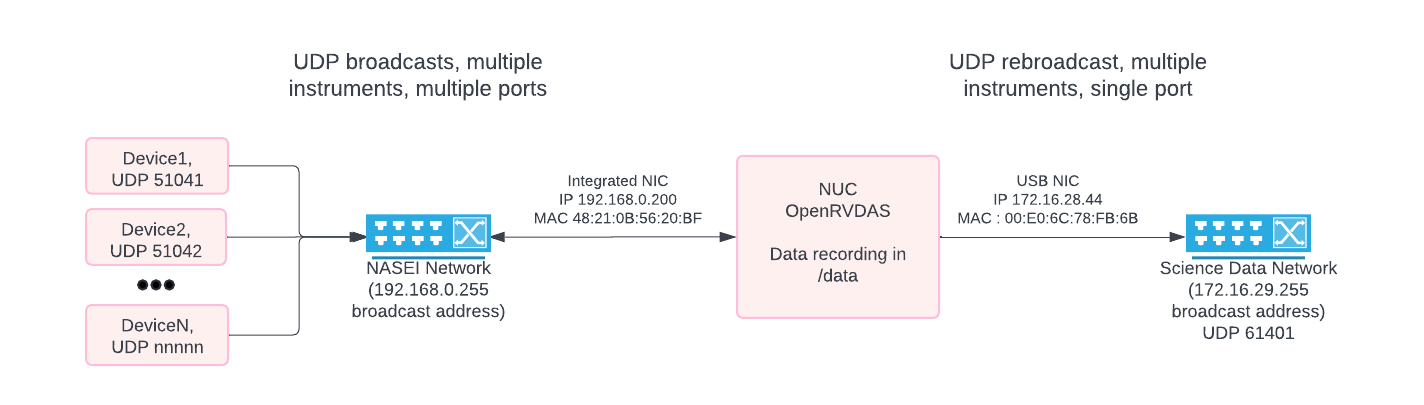 UDP broadcasts, multiple
instruments, multiple ports
UDP rebroadcast, multiple
instruments, single port
Device1,
UDP 51041
Device2,
UDP 51042
DeviceN,
UDP nnnnn
NASEI Network
(192.168.0.255
broadcast address)
Integrated NIC
IP 192.168.0.200
MAC 48:21:0B:56:20:BF
NUC
OpenRVDAS
Data recording in
/data
USB NIC
IP 172.16.28.44
MAC : 00:E0:6C:78:FB:6B
Science Data Network
(172.16.29.255
broadcast address)
UDP 61401